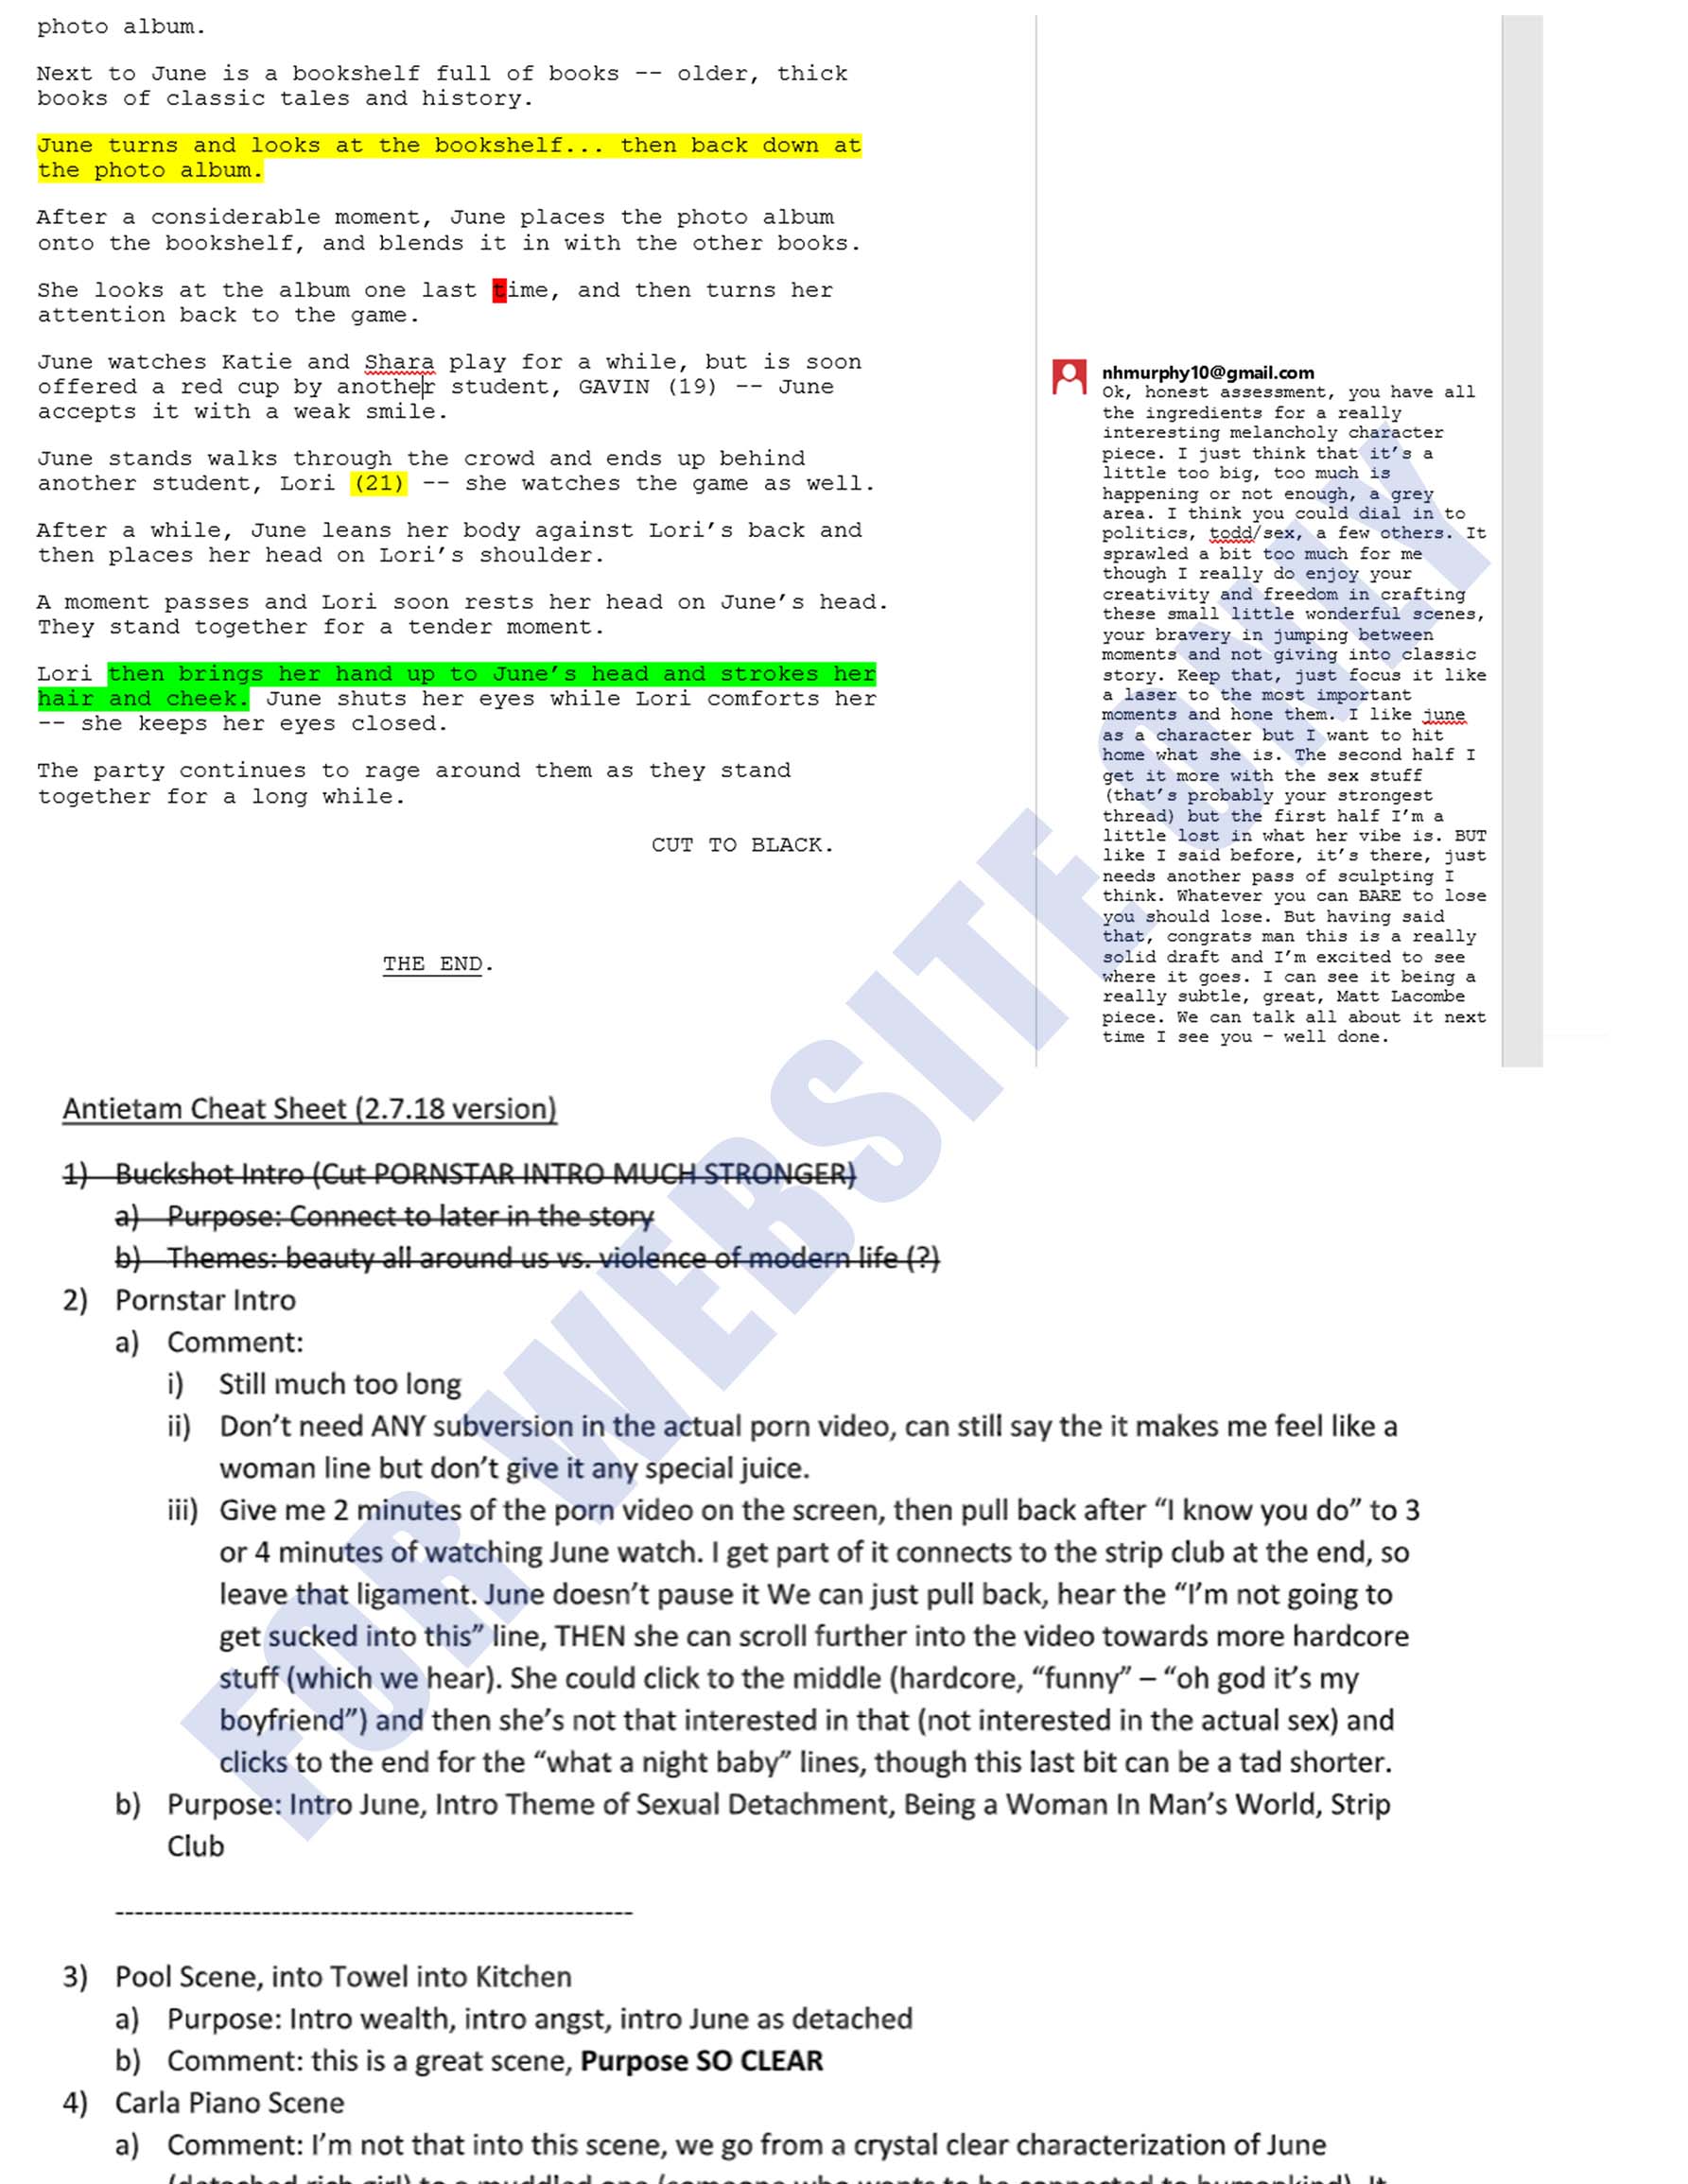 photo album.
Next to June is a bookshelf full of books -- older, thick
books of classic tales and history.
June turns and looks at the bookshelf... then back down at
the photo album.
After a considerable moment, June places the photo album
onto the bookshelf, and blends it in with the other books.
She looks at the album one last time, and then turns her
attention back to the game.
June watches Katie and Shara play for a while, but is soon
offered a red cup by another student, GAVIN (19) -- June
accepts it with a weak smile.
June stands walks through the crowd and ends up behind
another student, Lori (21) -- she watches the game as well.
After a while, June leans her body against Lori's back and
then places her head on Lori's shoulder.
A moment passes and Lori soon rests her head on June's head.
They stand together for a tender moment.
Lori then brings her hand up to June's head and strokes her
hair and cheek. June shuts her eyes while Lori comforts her
-- she keeps her eyes closed.
The party continues to rage around them as they stand
together for a long while.
CUT TO BLACK.
THE END.
nhmurphy10@gmail.com
Ok, honest assessment, you have all
the ingredients for a really
interesting melancholy character
piece. I just think that it's a
little too big, too much is
happening or not enough, a grey
area. I think you could dial in to
politics, todd/sex, a few others. It
sprawled a bit too much for me
though I really do enjoy your
creativity and freedom in crafting
these small little wonderful scenes,
your bravery in jumping between
moments and not giving into classic
story. Keep that, just focus it like
a laser to the most important
moments and hone them. I like june
as a character but I want to hit
home what she is. The second half I
get it more with the sex stuff
(that's probably your strongest
thread) but the first half I'm a
little lost in what her vibe is. BUT
like I said before, it's there, just
needs another pass of sculpting I
think. Whatever you can BARE to lose
you should lose. But having said
that, congrats man this is a really
solid draft and I'm excited to see
where it goes. I can see it being a
really subtle, great, Matt Lacombe
piece. We can talk all about it next
time I see you – well done.
Antietam Cheat Sheet (2.7.18 version)
1) Buckshot Intro (Cut PORNSTAR INTRO MUCH STRONGER)
a) Purpose: Connect to later in the story
b) Themes: beauty all around us vs. violence of modern life (?)
2) Pornstar Intro
a) Comment:
i) Still much too long
ii) Don't need ANY subversion in the actual porn video, can still say the it makes me feel like a
woman line but don't give it any special juice.
iii) Give me 2 minutes of the porn video on the screen, then pull back after "I know you do" to 3
or 4 minutes of watching June watch. I get part of it connects to the strip club at the end, so
leave that ligament. June doesn't pause it We can just pull back, hear the "I'm not going to
get sucked into this" line, THEN she can scroll further into the video towards more hardcore
stuff (which we hear). She could click to the middle (hardcore, "funny" – "oh god it's my
boyfriend") and then she's not that interested in that (not interested in the actual sex) and
clicks to the end for the "what a night baby" lines, though this last bit can be a tad shorter.
b) Purpose: Intro June, Intro Theme of Sexual Detachment, Being a Woman In Man's World, Strip
Club
-----------------------------------------------------
3) Pool Scene, into Towel into Kitchen
a) Purpose: Intro wealth, intro angst, intro June as detached
b) Comment: this is a great scene, Purpose SO CLEAR
4) Carla Piano Scene
a) Comment: I'm not that into this scene, we go from a crystal clear characterization of June
(detached rich girl) to a muddled one (someone who wants to be connected to humankind). It
FOR WEBSITE ONLY